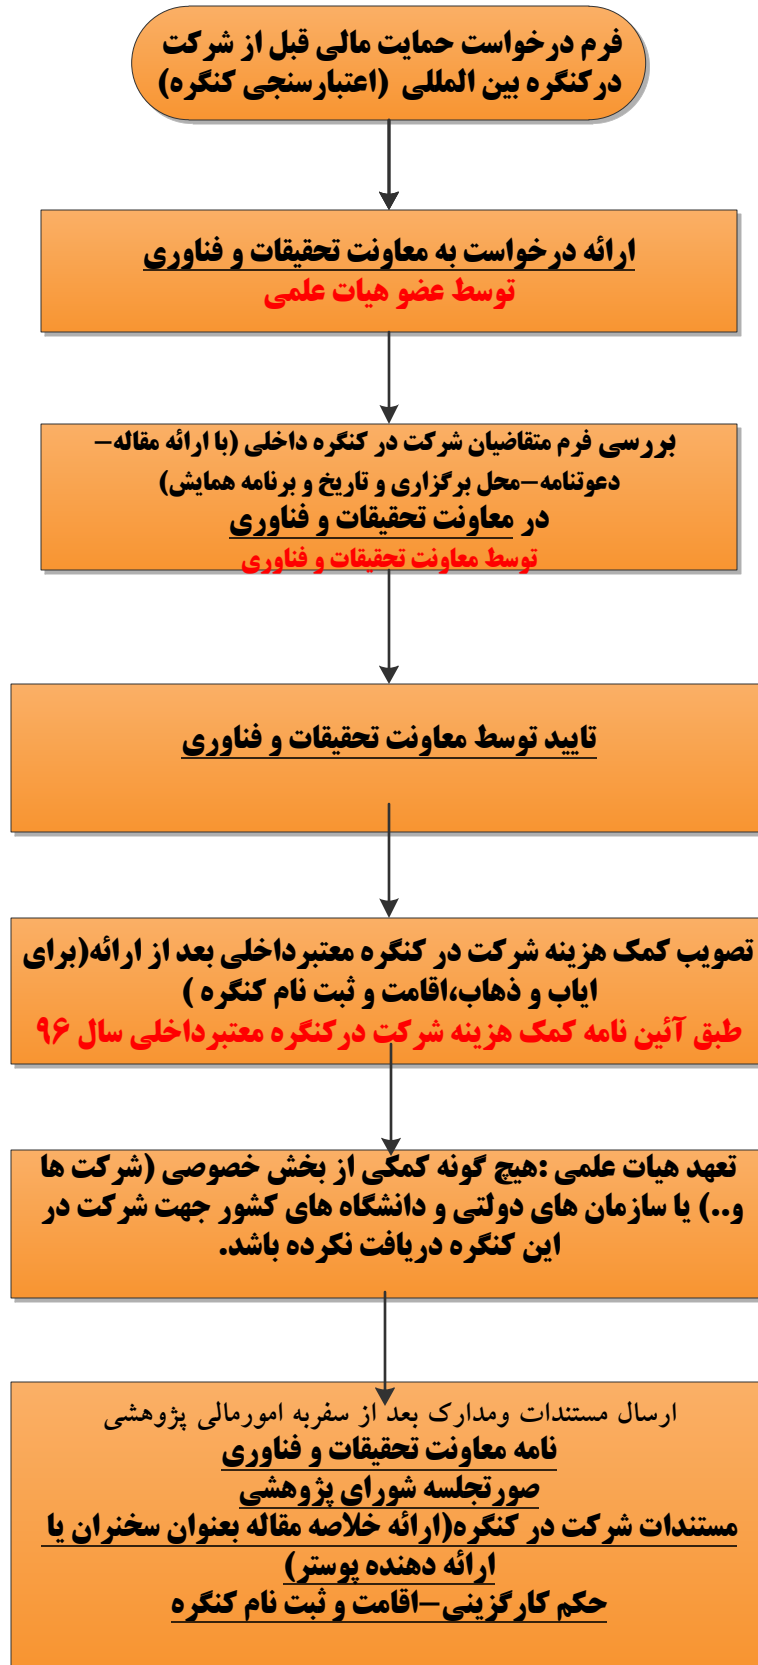 فرم درخواست حمایت مالی قبل از شرکت
درکنگره بین المللی (اعتبارسنجی کنگره)
ارائه درخواست به معاونت تحقیقات و فناوری
توسط عضو هیات علمی
بررسی فرم متقاضیان شرکت در کنگره داخلی (با ارائه مقاله-
دعوتنامه-محل برگزاری و تاریخ و برنامه همایش)
در معاونت تحقیقات و فناوری
توسط معاونت تحقیقات و فناوری
تایید توسط معاونت تحقیقات و فناوری
تصویب کمک هزینه شرکت در کنگره معتبرداخلی بعد از ارائه(برای
ایاب و ذهاب،اقامت و ثبت نام کنگره )
طبق آئین نامه کمک هزینه شرکت درکنگره معتبرداخلی سال ۹۶
تعهد هیات علمی :هیچ گونه کمکی از بخش خصوصی (شرکت ها
و..) یا سازمان های دولتی و دانشگاه های کشور جهت شرکت در
این کنگره دریافت نکرده باشد.
ارسال مستندات ومدارک بعد از سفربه امورمالی پژوهشی
نامه معاونت تحقیقات و فناوری
صورتجلسه شورای پژوهشی
مستندات شرکت در کنگره(ارائه خلاصه مقاله بعنوان سخنران یا
ارائه دهنده پوستر)
حکم کارگزینی-اقامت و ثبت نام کنگره